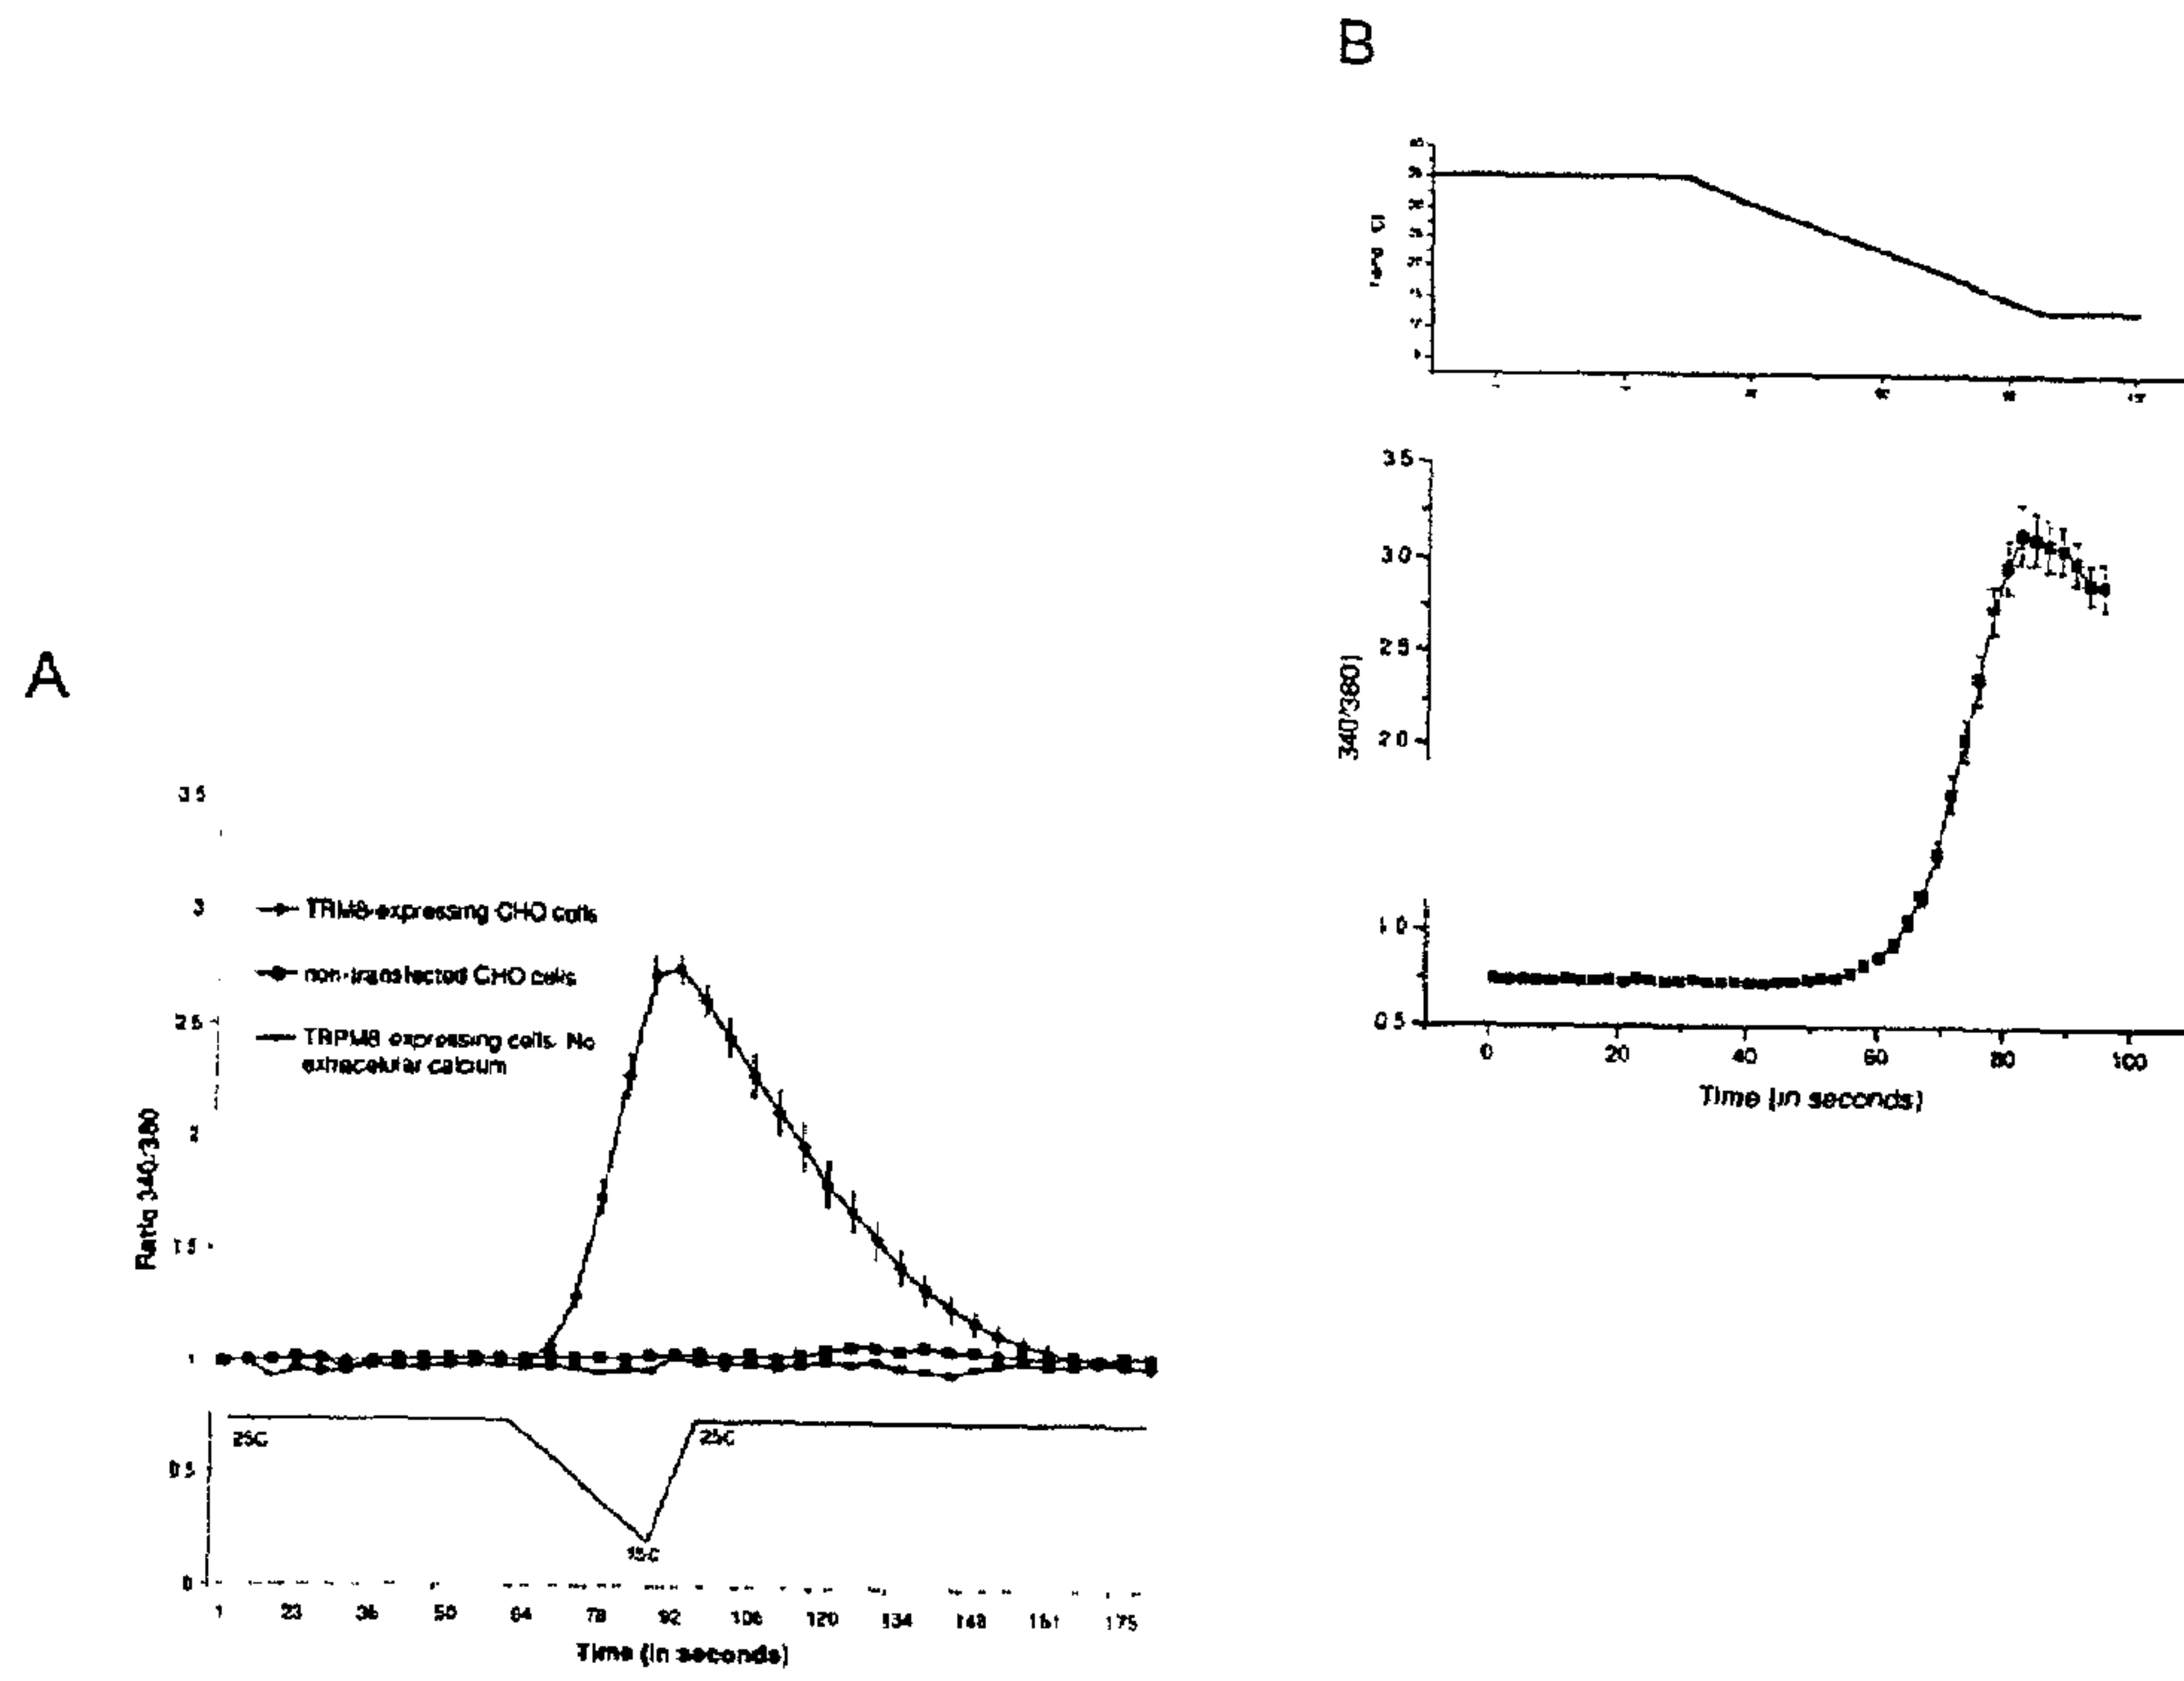 B
3.5
3.0
2.5
2.0
1.0
0.5
340/380)
0
20
40
60
80
100
Time (in seconds)
A
3.5
3
TRM8-expressing CHO cells
non-transfected CHO cells
2.5
TRPM8 expressing cells. No
extracelular calcium
2
Ratio 340/380
1.5
1
25C
25C
0.5
15C
0
1
23
36
50
64
78
92
106
120
134
148
161
175
Time (in seconds)